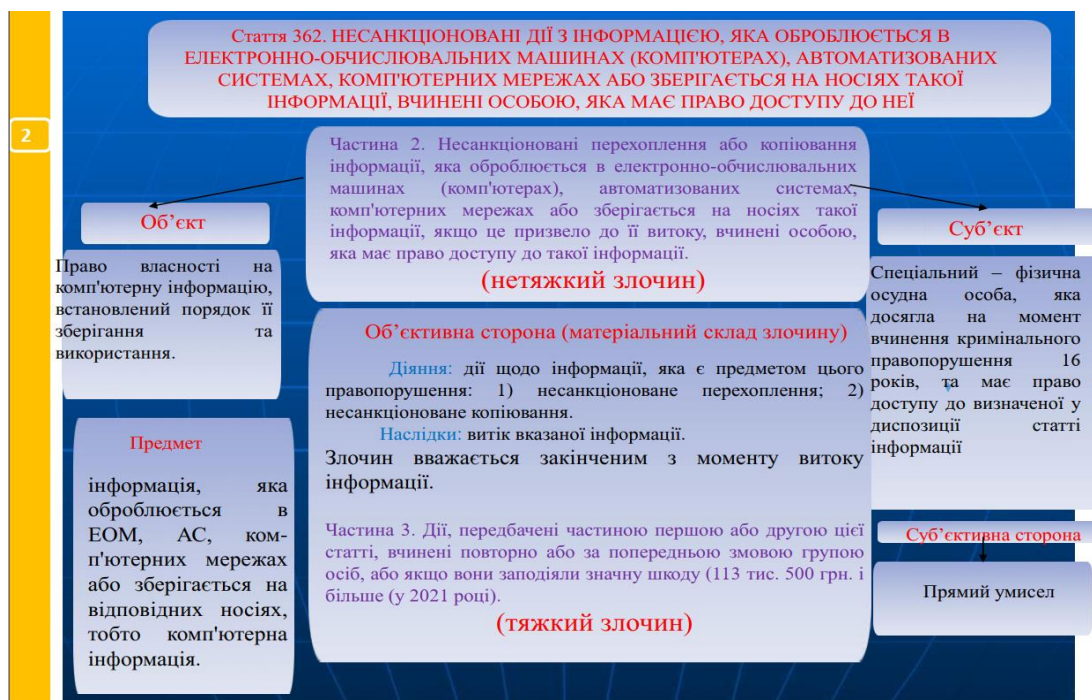 Стаття 362. НЕСАНКЦІОНОВАНІ ДІЇ З ІНФОРМАЦІЄЮ, ЯКА ОБРОБЛЮЄТЬСЯ В
ЕЛЕКТРОННО-ОБЧИСЛЮВАЛЬНИХ МАШИНАХ (КОМП'ЮТЕРАХ), АВТОМАТИЗОВАНИХ
СИСТЕМАХ, КОМП'ЮТЕРНИХ МЕРЕЖАХ АБО ЗБЕРІГАЄТЬСЯ НА НОСІЯХ ТАКОЇ
ІНФОРМАЦІЇ, ВЧИНЕНІ ОСОБОЮ, ЯКА МАЄ ПРАВО ДОСТУПУ ДО НЕЇ
2
Частина 2. Несанкціоновані перехоплення або копіювання
інформації, яка оброблюється в електронно-обчислювальних
машинах (комп'ютерах), автоматизованих системах,
комп'ютерних мережах або зберігається на носіях такої
інформації, якщо це призвело до її витоку, вчинені особою,
яка має право доступу до такої інформації.
(нетяжкий злочин)
Об’єкт
Право власності на
комп'ютерну інформацію,
встановлений порядок її
зберігання та
використання.
Предмет
інформація, яка
оброблюється в
ЕОМ, АС, ком-
п'ютерних мережах
або зберігається на
відповідних носіях,
тобто комп'ютерна
інформація.
Об’єктивна сторона (матеріальний склад злочину)
Діяння: дії щодо інформації, яка є предметом цього
правопорушення: 1) несанкціоноване перехоплення; 2)
несанкціоноване копіювання.
Наслідки: витік вказаної інформації.
Злочин вважається закінченим з моменту витоку
інформації.
Частина 3. Дії, передбачені частиною першою або другою цієї
статті, вчинені повторно або за попередньою змовою групою
осіб, або якщо вони заподіяли значну шкоду (113 тис. 500 грн. і
більше (у 2021 році).
(тяжкий злочин)
Суб’єкт
Спеціальний – фізична
осудна особа, яка
досягла на момент
вчинення кримінального
правопорушення 16
років, та має право
доступу до визначеної у
диспозиції статті
інформації
Суб’єктивна сторона
Прямий умисел